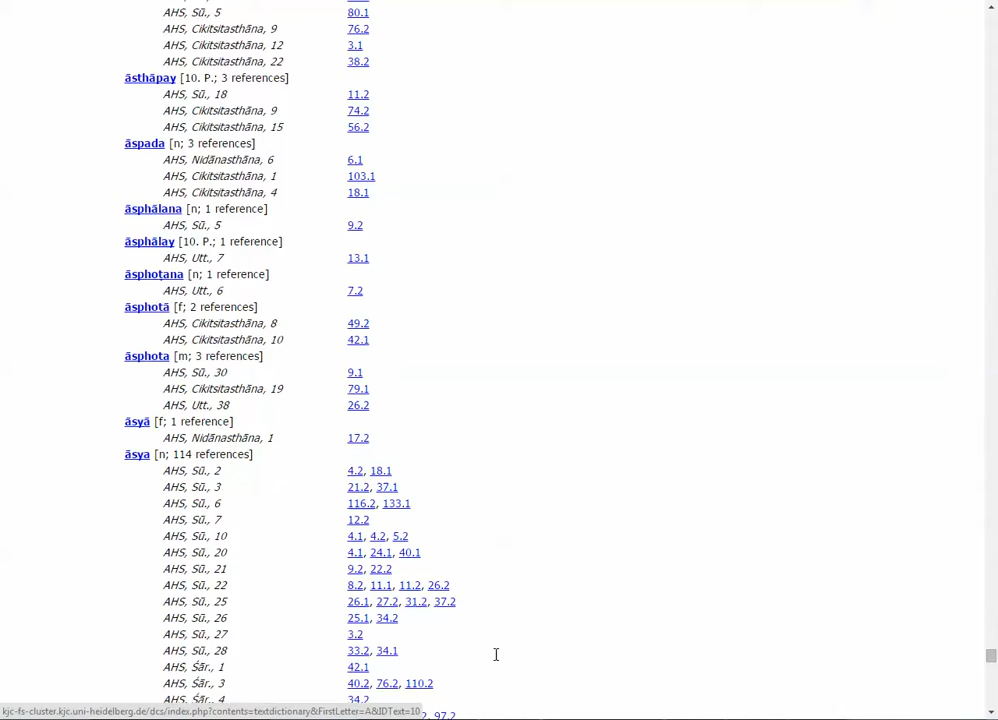 AHS, Sū., 5 80.1
AHS, Cikitsitasthāna, 9 76.2
AHS, Cikitsitasthāna, 12 3.1
AHS, Cikitsitasthāna, 22 38.2
āsthāpay [10. P.; 3 references]
AHS, Sū., 18 11.2
AHS, Cikitsitasthāna, 9 74.2
AHS, Cikitsitasthāna, 15 56.2
āspada [n; 3 references]
AHS, Nidānasthāna, 6 6.1
AHS, Cikitsitasthāna, 1 103.1
AHS, Cikitsitasthāna, 4 18.1
āsphālana [n; 1 reference]
AHS, Sū., 5 9.2
āsphālay [10. P.; 1 reference]
AHS, Utt., 7 13.1
āsphoṭana [n; 1 reference]
AHS, Utt., 6 7.2
āsphotā [f; 2 references]
AHS, Cikitsitasthāna, 8 49.2
AHS, Cikitsitasthāna, 10 42.1
āsphota [m; 3 references]
AHS, Sū., 30 9.1
AHS, Cikitsitasthāna, 19 79.1
AHS, Utt., 38 26.2
āsyā [f; 1 reference]
AHS, Nidānasthāna, 1 17.2
āsya [n; 114 references]
AHS, Sū., 2 4.2, 18.1
AHS, Sū., 3 21.2, 37.1
AHS, Sū., 6 116.2, 133.1
AHS, Sū., 7 12.2
AHS, Sū., 10 4.1, 4.2, 5.2
AHS, Sū., 20 4.1, 24.1, 40.1
AHS, Sū., 21 9.2, 22.2
AHS, Sū., 22 8.2, 11.1, 11.2, 26.2
AHS, Sū., 25 26.1, 27.2, 31.2, 37.2
AHS, Sū., 26 25.1, 34.2
AHS, Sū., 27 3.2
AHS, Sū., 28 33.2, 34.1
AHS, Śār., 1 42.1
AHS, Śār., 3 40.2, 76.2, 110.2
AHS, Śār., 4 34.2
kjc-fs-cluster.kjc.uni-heidelberg.de/dcs/index.php?contents=textdictionary&FirstLetter=A&IDText=10 97.2